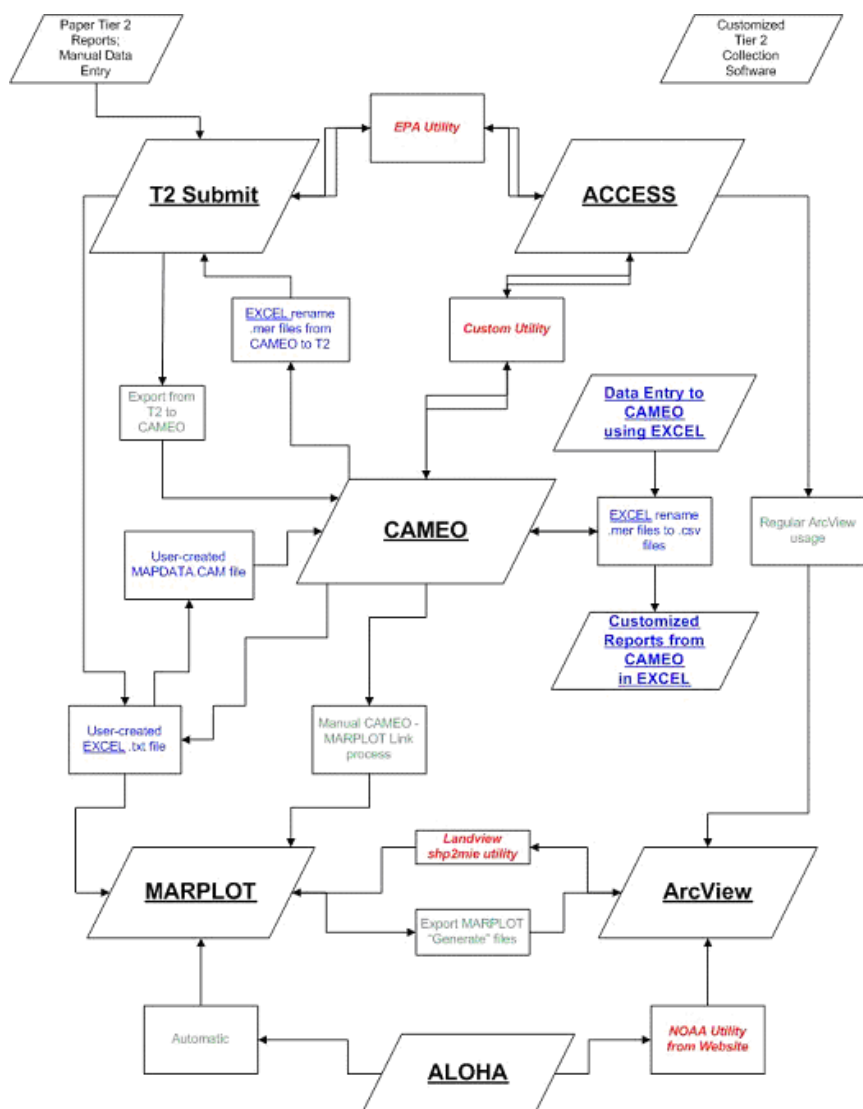 Paper Tier 2
Reports;
Manual Data
Entry
Customized
Tier 2
Collection
Software
EPA Utility
T2 Submit
ACCESS
EXCEL rename
.mer files from
CAMEO to T2
Custom Utility
Export from
T2 to
CAMEO
Data Entry to
CAMEO
using EXCEL
CAMEO
EXCEL rename
.mer files to .csv
files
Regular ArcView
usage
User-created
MAPDATA.CAM file
Customized
Reports from
CAMEO
in EXCEL
User-created
EXCEL .txt file
Manual CAMEO -
MARPLOT Link
process
Landview
shp2mie utility
MARPLOT
ArcView
Export MARPLOT
"Generate" files
Automatic
NOAA Utility
from Website
ALOHA